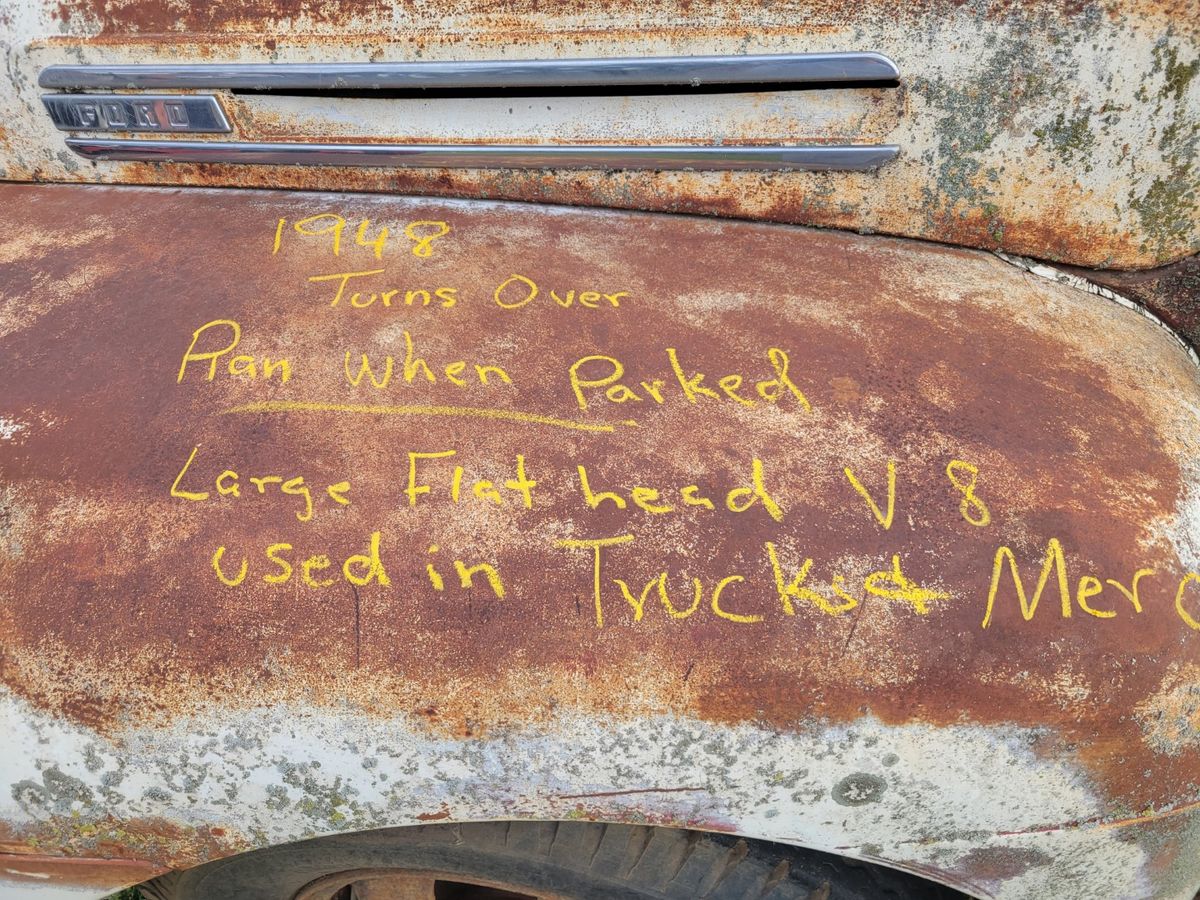 FORD
1948
Turns Over
Ran when Parked
Large Flat head V8
used in Trucks & Merc